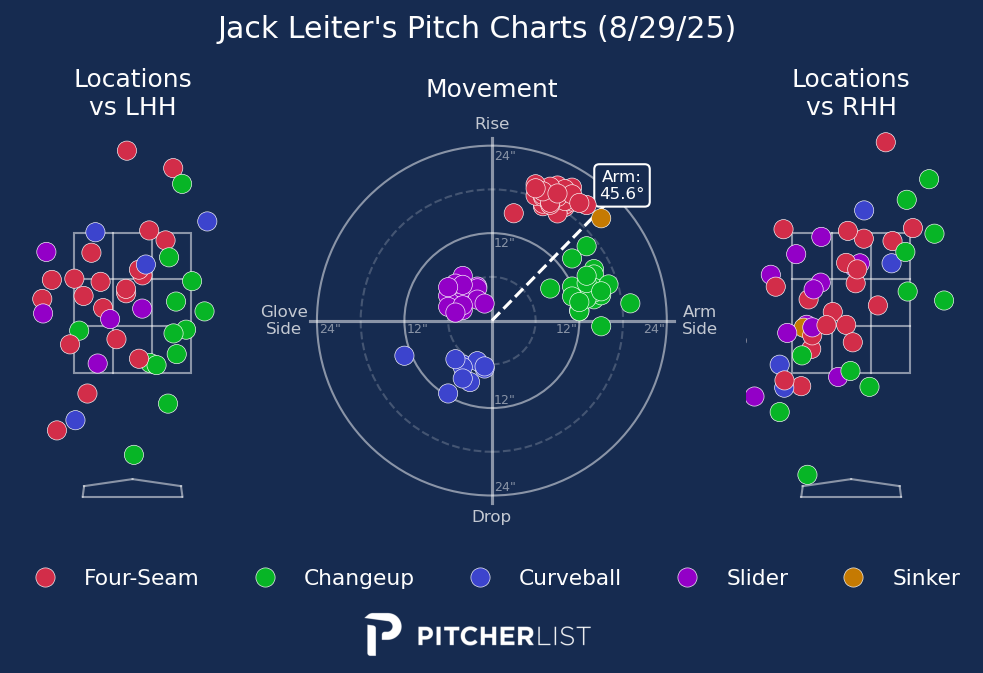 Jack Leiter's Pitch Charts (8/29/25)
Locations
vs LHH
Movement
Locations
vs RHH
Rise
24"
Arm:
45.6°
12"
Glove
Side
24"
12"
12"
24"
Arm
Side
12"
24"
Drop
Four-Seam
Changeup
Curveball
Slider
Sinker
PITCHERLIST